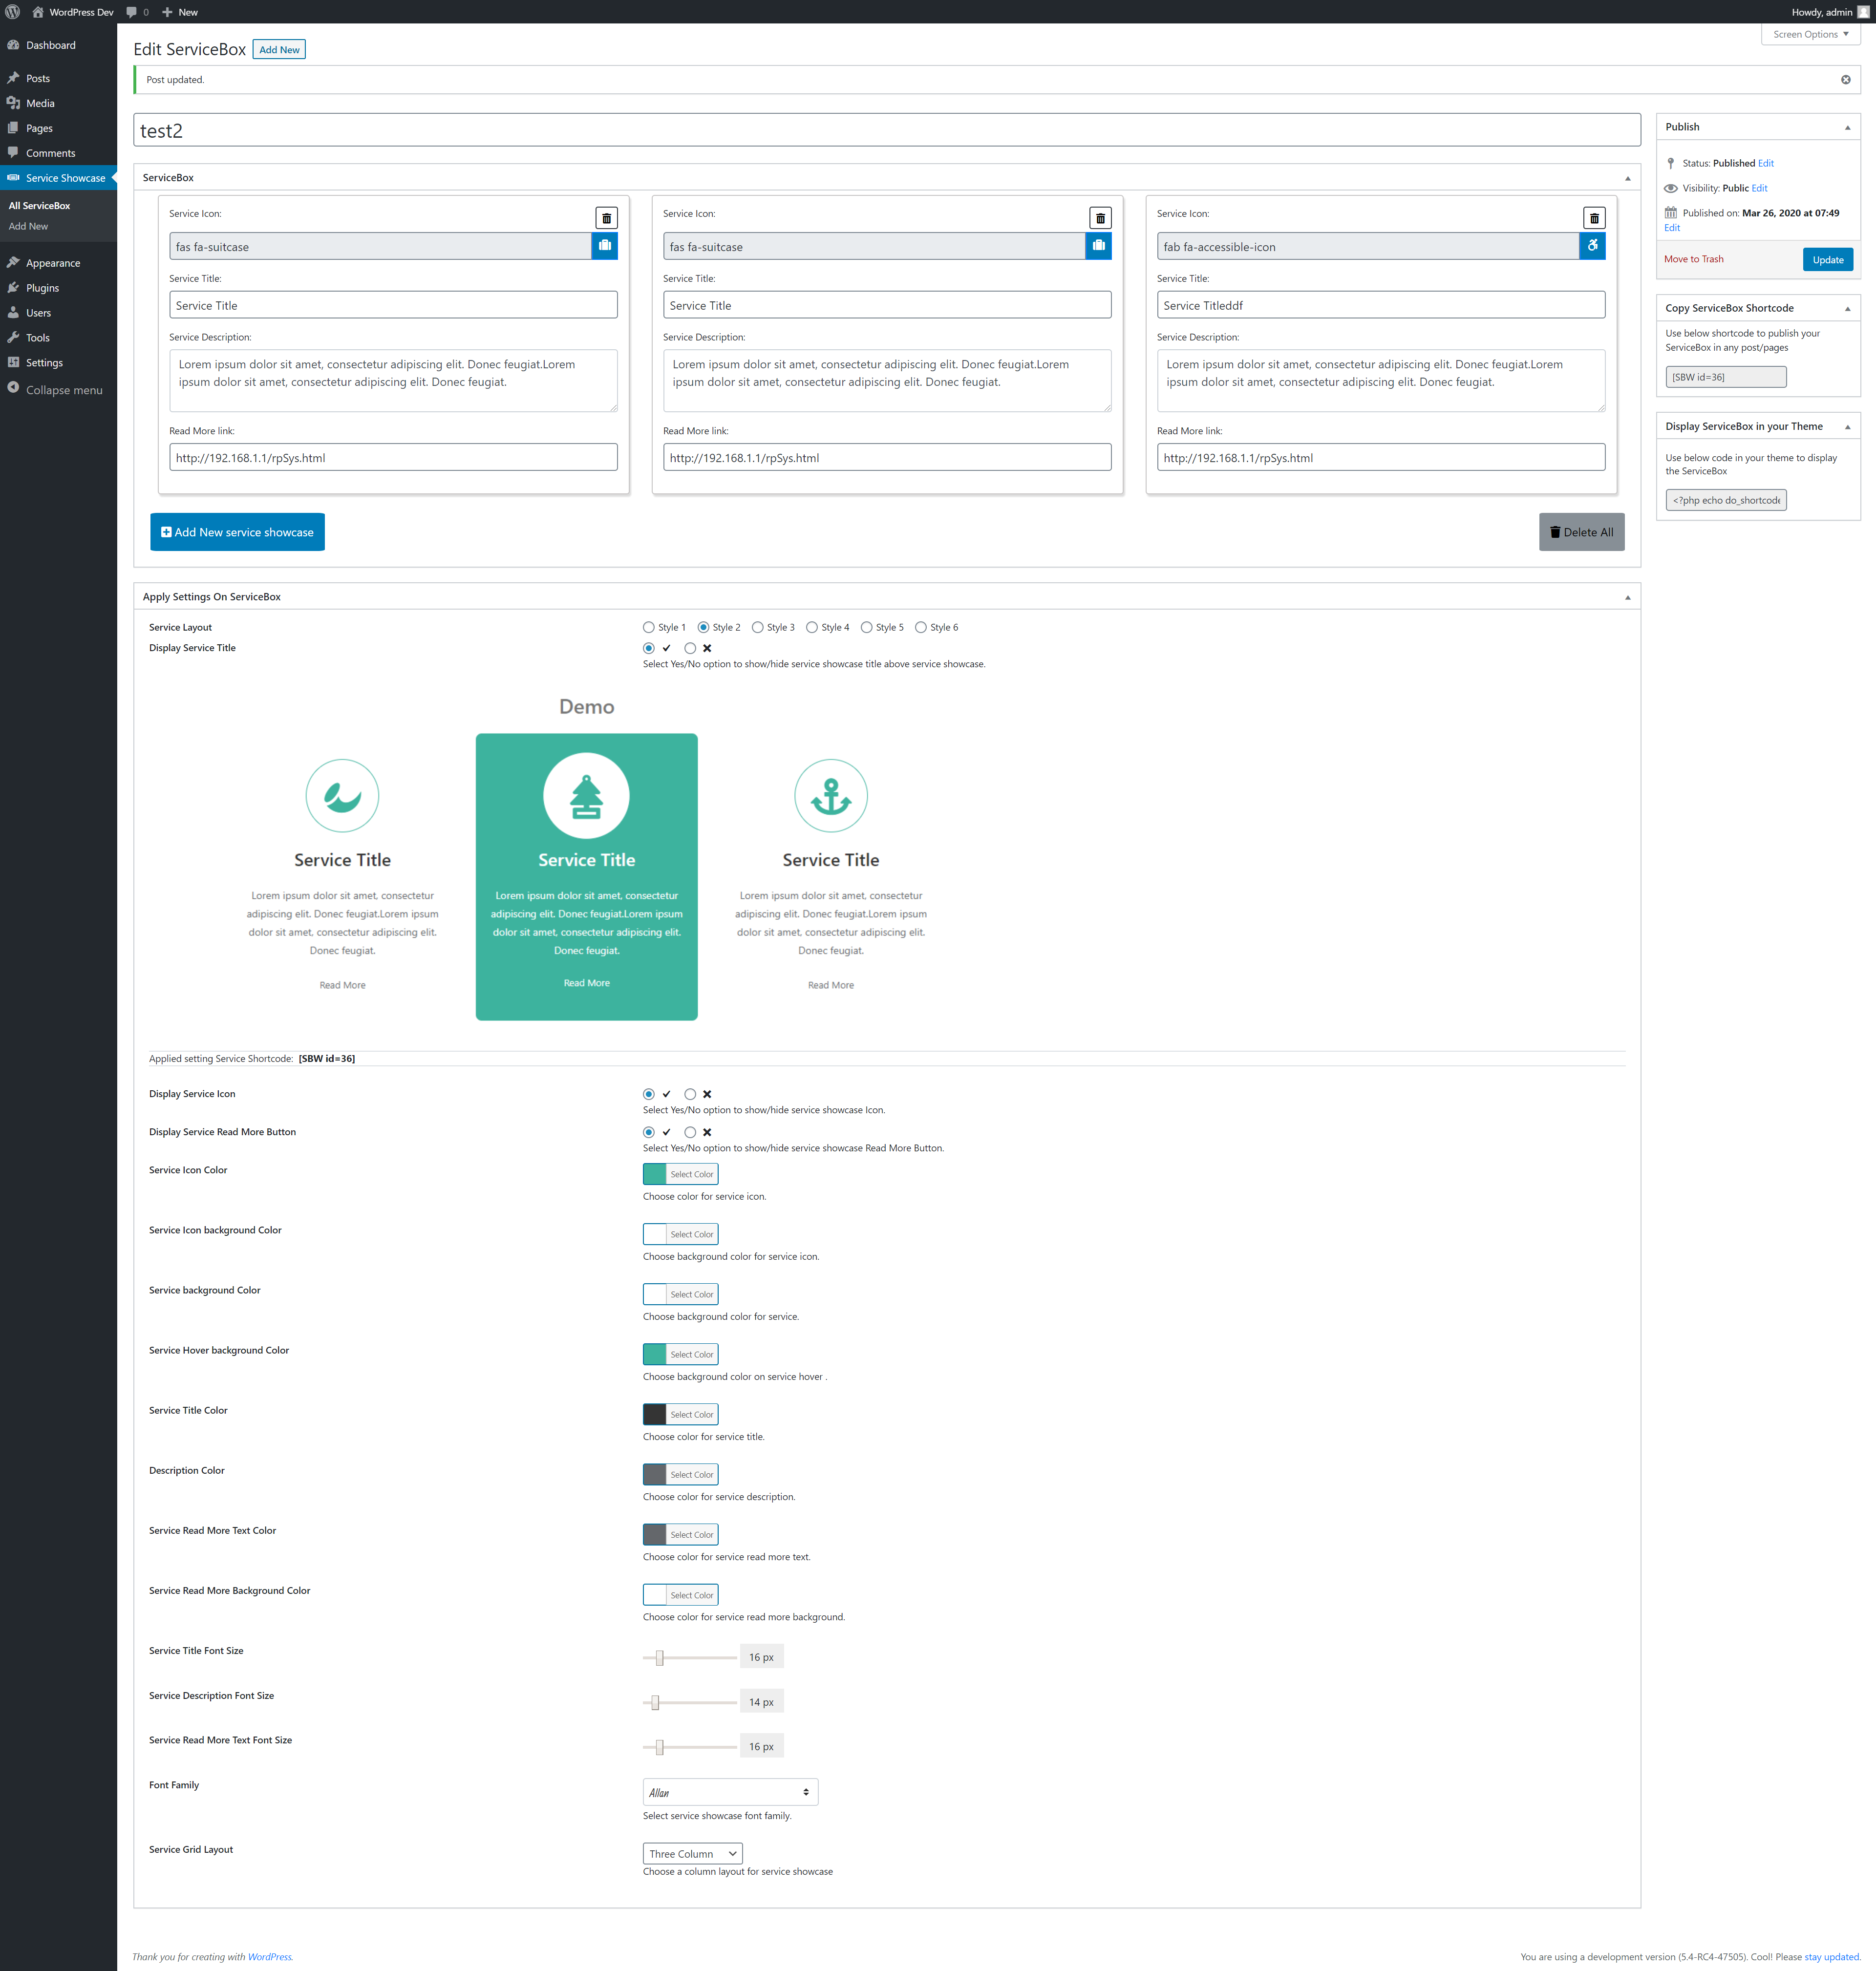 WordPress Dev 0 New Howdy, admin
Dashboard
Posts
Media
Pages
Comments
Service Showcase
All ServiceBox
Add New
Appearance
Plugins
Users
Tools
Settings
Collapse menu
Screen Options
Edit ServiceBox Add New
Post updated.
test2
ServiceBox
Service Icon:
fas fa-suitcase
Service Title:
Service Title
Service Description:
Lorem ipsum dolor sit amet, consectetur adipiscing elit. Donec feugiat.Lorem
ipsum dolor sit amet, consectetur adipiscing elit. Donec feugiat.
Read More link:
http://192.168.1.1/rpSys.html
Service Icon:
fas fa-suitcase
Service Title:
Service Title
Service Description:
Lorem ipsum dolor sit amet, consectetur adipiscing elit. Donec feugiat.Lorem
ipsum dolor sit amet, consectetur adipiscing elit. Donec feugiat.
Read More link:
http://192.168.1.1/rpSys.html
Service Icon:
fab fa-accessible-icon
Service Title:
Service Titleddf
Service Description:
Lorem ipsum dolor sit amet, consectetur adipiscing elit. Donec feugiat.Lorem
ipsum dolor sit amet, consectetur adipiscing elit. Donec feugiat.
Read More link:
http://192.168.1.1/rpSys.html
Add New service showcase
Delete All
Publish
Status: Published Edit
Visibility: Public Edit
Published on: Mar 26, 2020 at 07:49
Edit
Move to Trash
Update
Copy ServiceBox Shortcode
Use below shortcode to publish your
ServiceBox in any post/pages
[SBW id=36]
Display ServiceBox in your Theme
Use below code in your theme to display
the ServiceBox
<?php echo do_shortcode
Apply Settings On ServiceBox
Service Layout
Style 1 Style 2 Style 3 Style 4 Style 5 Style 6
Display Service Title
Select Yes/No option to show/hide service showcase title above service showcase.
Demo
Service Title
Lorem ipsum dolor sit amet, consectetur
adipiscing elit. Donec feugiat.Lorem ipsum
dolor sit amet, consectetur adipiscing elit.
Donec feugiat.
Read More
Service Title
Lorem ipsum dolor sit amet, consectetur
adipiscing elit. Donec feugiat.Lorem ipsum
dolor sit amet, consectetur adipiscing elit.
Donec feugiat.
Read More
Service Title
Lorem ipsum dolor sit amet, consectetur
adipiscing elit. Donec feugiat.Lorem ipsum
dolor sit amet, consectetur adipiscing elit.
Donec feugiat.
Read More
Applied setting Service Shortcode: [SBW id=36]
Display Service Icon
Select Yes/No option to show/hide service showcase Icon.
Display Service Read More Button
Select Yes/No option to show/hide service showcase Read More Button.
Service Icon Color
Select Color
Choose color for service icon.
Service Icon background Color
Select Color
Choose background color for service icon.
Service background Color
Select Color
Choose background color for service.
Service Hover background Color
Select Color
Choose background color on service hover .
Service Title Color
Select Color
Choose color for service title.
Description Color
Select Color
Choose color for service description.
Service Read More Text Color
Select Color
Choose color for service read more text.
Service Read More Background Color
Select Color
Choose color for service read more background.
Service Title Font Size
16 px
Service Description Font Size
14 px
Service Read More Text Font Size
16 px
Font Family
Allan
Select service showcase font family.
Service Grid Layout
Three Column
Choose a column layout for service showcase
Thank you for creating with WordPress.
You are using a development version (5.4-RC4-47505). Cool! Please stay updated.